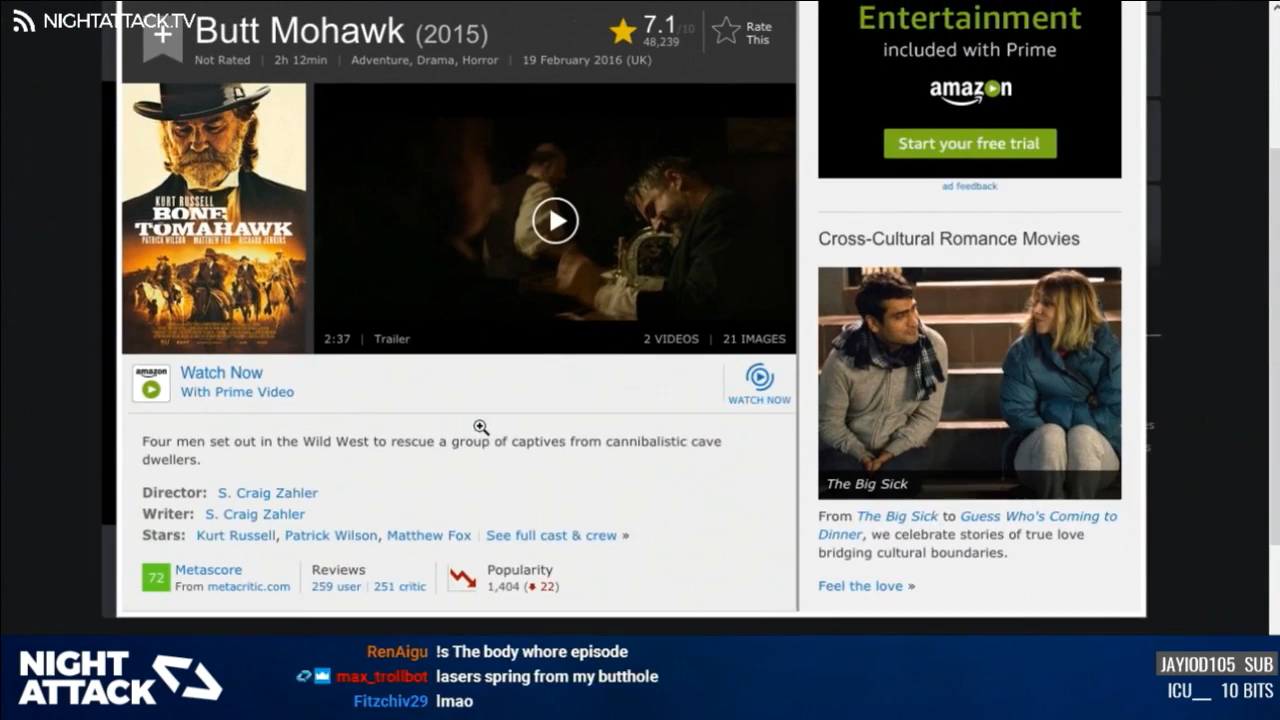 NIGHTATTACK.TV
Butt Mohawk (2015)
7.1/10
48,239
Rate This
Not Rated | 2h 12min | Adventure, Drama, Horror | 19 February 2016 (UK)
KURT RUSSELL
BONE
TOMAHAWK
PATRICK WILSON MATTHEW FOX RICHARD JENKINS
2:37 | Trailer
2 VIDEOS | 21 IMAGES
amazon
Watch Now
With Prime Video
WATCH NOW
Four men set out in the Wild West to rescue a group of captives from cannibalistic cave
dwellers.
Director: S. Craig Zahler
Writer: S. Craig Zahler
Stars: Kurt Russell, Patrick Wilson, Matthew Fox | See full cast & crew »
72
Metascore
From metacritic.com
Reviews
259 user | 251 critic
Popularity
1,404 (22)
Entertainment
included with Prime
amazon
Start your free trial
ad feedback
Cross-Cultural Romance Movies
The Big Sick
From The Big Sick to Guess Who's Coming to
Dinner, we celebrate stories of true love
bridging cultural boundaries.
Feel the love »
NIGHT
ATTACK
RenAigu !s The body whore episode
max_trollbot lasers spring from my butthole
Fitzchiv29 lmao
JAYIOD105 SUB
ICU__ 10 BITS